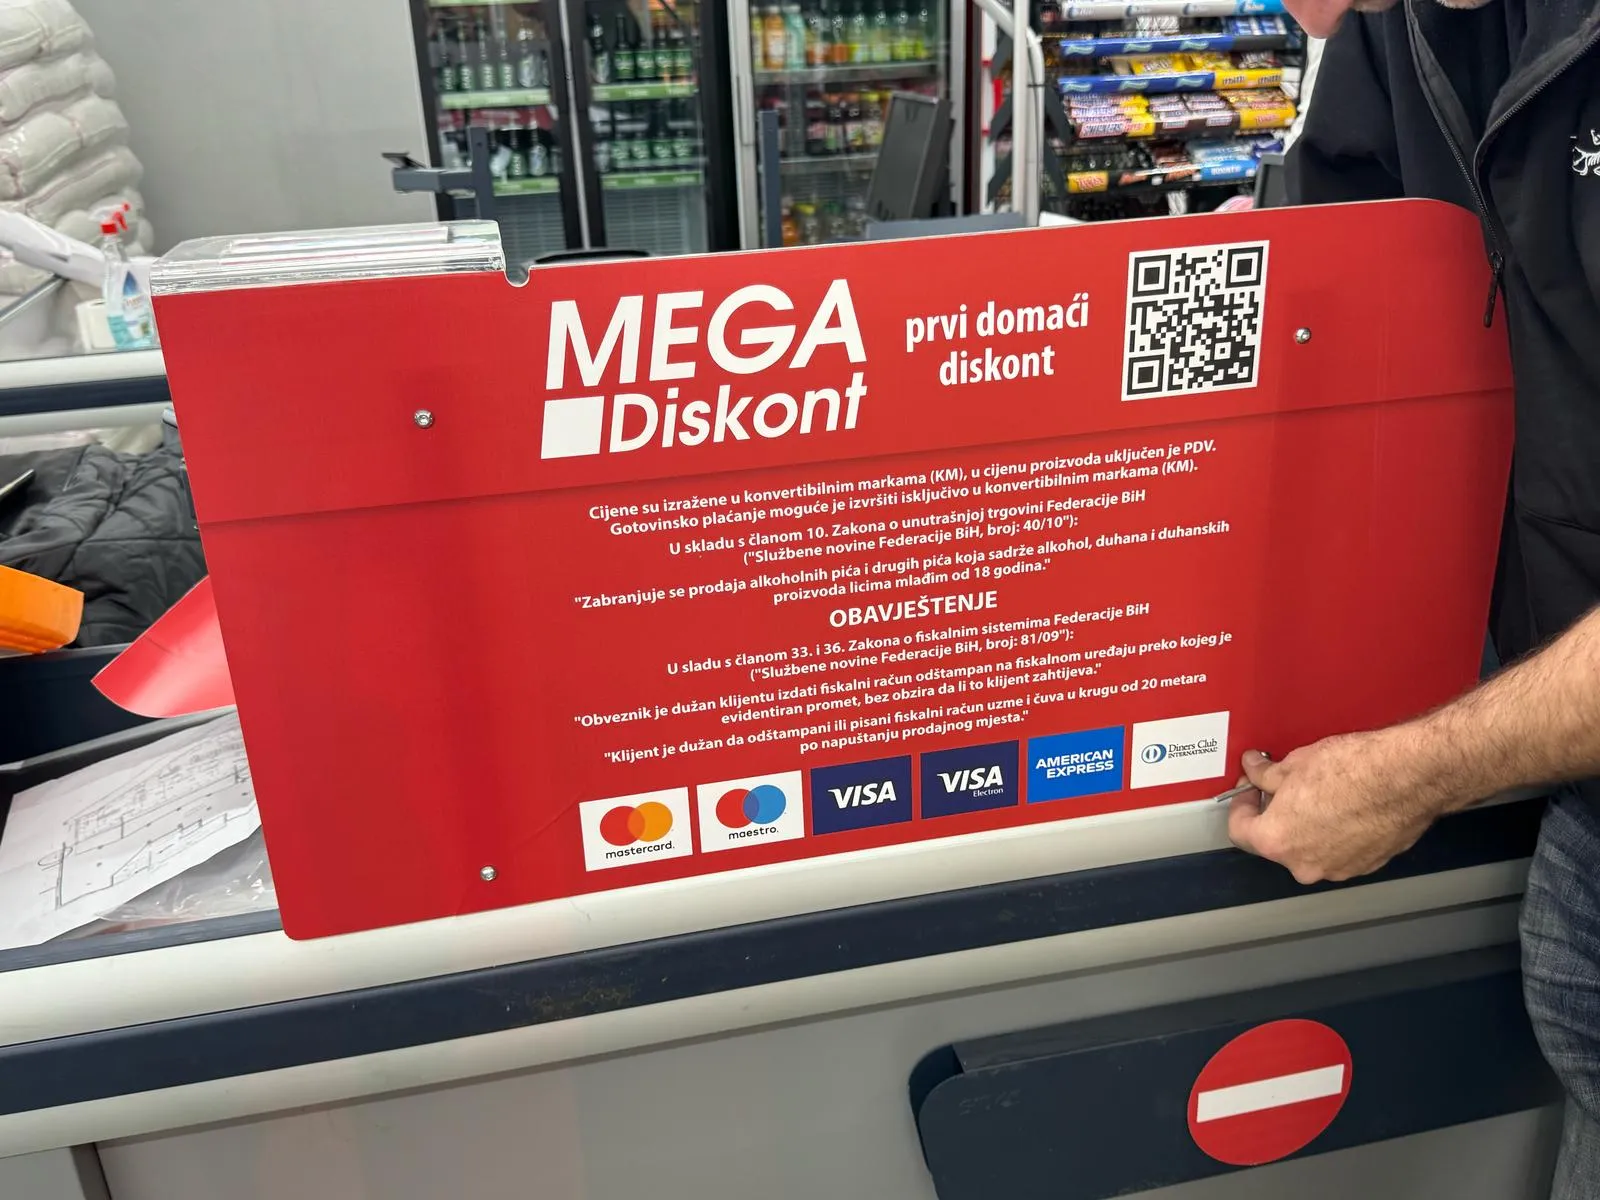 MEGA
Diskont
prvi domaći
diskont
Cijene su izražene u konvertibilnim markama (KM), u cijenu proizvoda uključen je PDV.
Gotovinsko plaćanje moguće je izvršiti isključivo u konvertibilnim markama (KM).
U skladu s članom 10. Zakona o unutrašnjoj trgovini Federacije BiH
("Službene novine Federacije BiH, broj: 40/10"):
"Zabranjuje se prodaja alkoholnih pića i drugih pića koja sadrže alkohol, duhana i duhanskih
proizvoda licima mlađim od 18 godina."
OBAVJEŠTENJE
U sladu s članom 33. i 36. Zakona o fiskalnim sistemima Federacije BiH
("Službene novine Federacije BiH, broj: 81/09"):
"Obveznik je dužan klijentu izdati fiskalni račun odštampan na fiskalnom uređaju preko kojeg je
evidentiran promet, bez obzira da li to klijent zahtijeva."
"Klijent je dužan da odštampani ili pisani fiskalni račun uzme i čuva u krugu od 20 metara
po napuštanju prodajnog mjesta."
mastercard.
maestro.
VISA
VISA
Electron
AMERICAN
EXPRESS
Diners Club
INTERNATIONAL